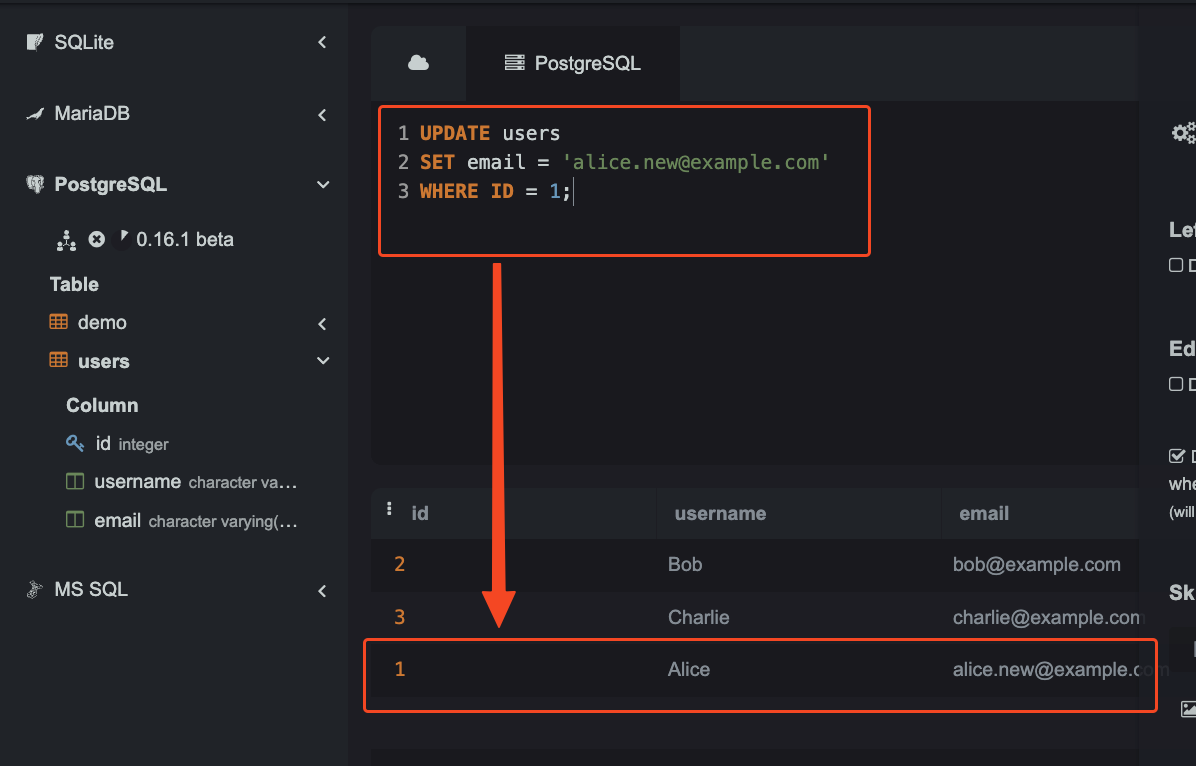 SQLite
MariaDB
PostgreSQL
0.16.1 beta
Table
demo
users
Column
id integer
username character va...
email character varying(...
MS SQL
PostgreSQL
1 UPDATE users
2 SET email = 'alice.new@example.com'
3 WHERE ID = 1;
id username email
2 Bob bob@example.com
3 Charlie charlie@example.com
1 Alice alice.new@example.com
Ed
whe
(will
Sk